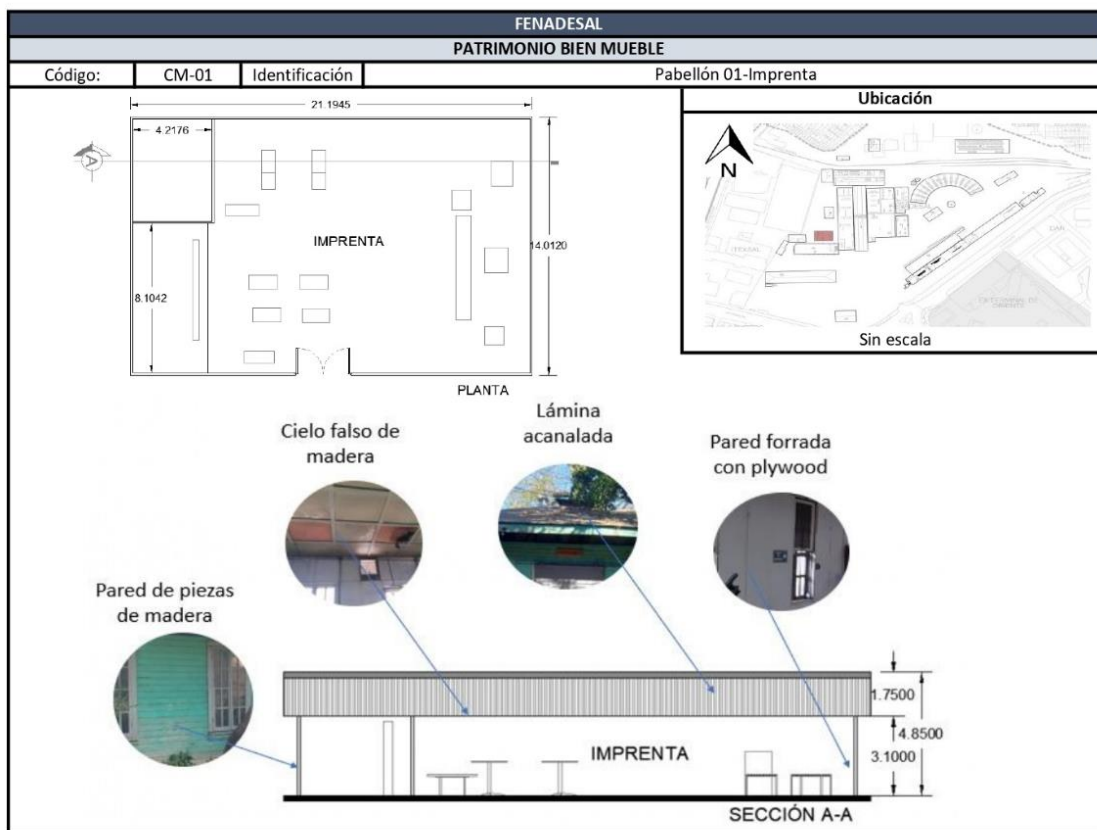 FENADESAL
PATRIMONIO BIEN MUEBLE
Código: CM-01 Identificación Pabellón 01-Imprenta
Ubicación
21.1945
4.2176
A
N
IMPRENTA
14.0120
8.1042
Sin escala
PLANTA
Cielo falso de
madera
Lámina
acanalada
Pared forrada
con plywood
Pared de piezas
de madera
1.7500
4.8500
3.1000
IMPRENTA
SECCIÓN A-A